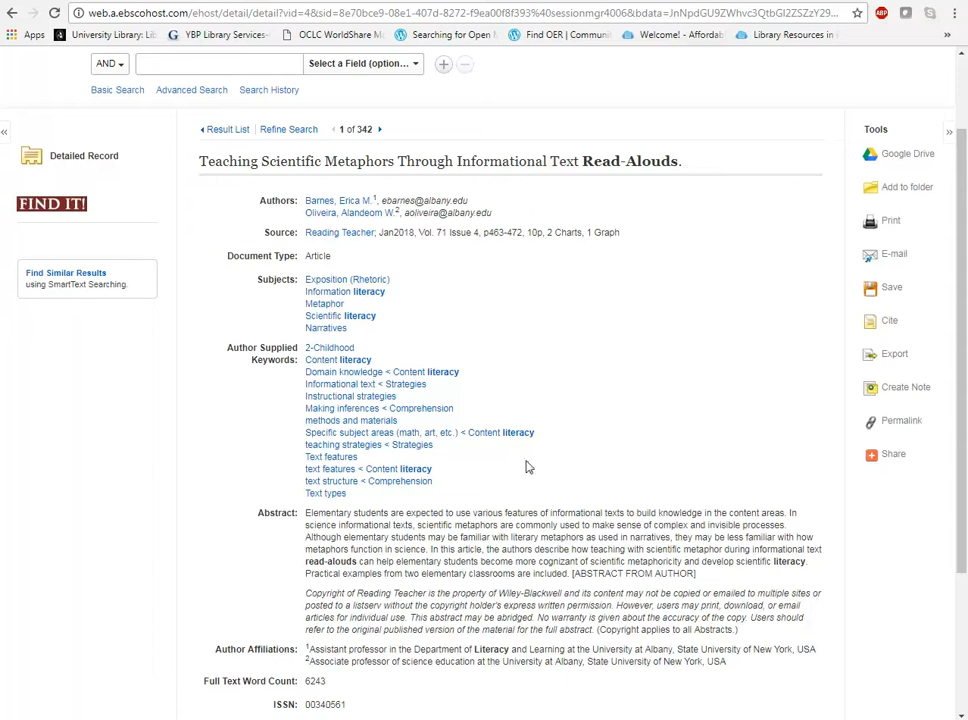 web.a.ebscohost.com/ehost/detail/detail?vid=4&sid=8e70bce9-08e1-407d-8272-f9ea00f8f393%40sessionmgr4006&bdata=JnNpdGU9ZWhvc3QtbGl2ZSZzY29...
Apps University Library: Lib YBP Library Services- OCLC WorldShare M Searching for Open Find OER | Communi Welcome! - Affordab Library Resources in »
AND Select a Field (option...
Basic Search Advanced Search Search History
Result List Refine Search 1 of 342
Tools
Detailed Record
Google Drive
Teaching Scientific Metaphors Through Informational Text Read-Alouds.
Add to folder
FIND IT!
Authors: Barnes, Erica M.1, ebarnes@albany.edu
Oliveira, Alandeom W.2, aoliveira@albany.edu
Print
Source: Reading Teacher; Jan2018, Vol. 71 Issue 4, p463-472, 10p, 2 Charts, 1 Graph
E-mail
Document Type: Article
Find Similar Results
using SmartText Searching.
Subjects: Exposition (Rhetoric)
Information literacy
Save
Metaphor
Scientific literacy
Cite
Narratives
Author Supplied Keywords: 2-Childhood
Export
Content literacy
Domain knowledge < Content literacy
Informational text < Strategies
Create Note
Instructional strategies
Making inferences < Comprehension
methods and materials
Permalink
Specific subject areas (math, art, etc.) < Content literacy
teaching strategies < Strategies
Share
Text features
text features < Content literacy
text structure < Comprehension
Text types
Abstract: Elementary students are expected to use various features of informational texts to build knowledge in the content areas. In
science informational texts, scientific metaphors are commonly used to make sense of complex and invisible processes.
Although elementary students may be familiar with literary metaphors as used in narratives, they may be less familiar with how
metaphors function in science. In this article, the authors describe how teaching with scientific metaphor during informational text
read-alouds can help elementary students become more cognizant of scientific metaphoricity and develop scientific literacy.
Practical examples from two elementary classrooms are included. [ABSTRACT FROM AUTHOR]
Copyright of Reading Teacher is the property of Wiley-Blackwell and its content may not be copied or emailed to multiple sites or
posted to a listserv without the copyright holder's express written permission. However, users may print, download, or email
articles for individual use. This abstract may be abridged. No warranty is given about the accuracy of the copy. Users should
refer to the original published version of the material for the full abstract. (Copyright applies to all Abstracts.)
Author Affiliations: 1Assistant professor in the Department of Literacy and Learning at the University at Albany, State University of New York, USA
2Associate professor of science education at the University at Albany, State University of New York, USA
Full Text Word Count: 6243
ISSN: 00340561